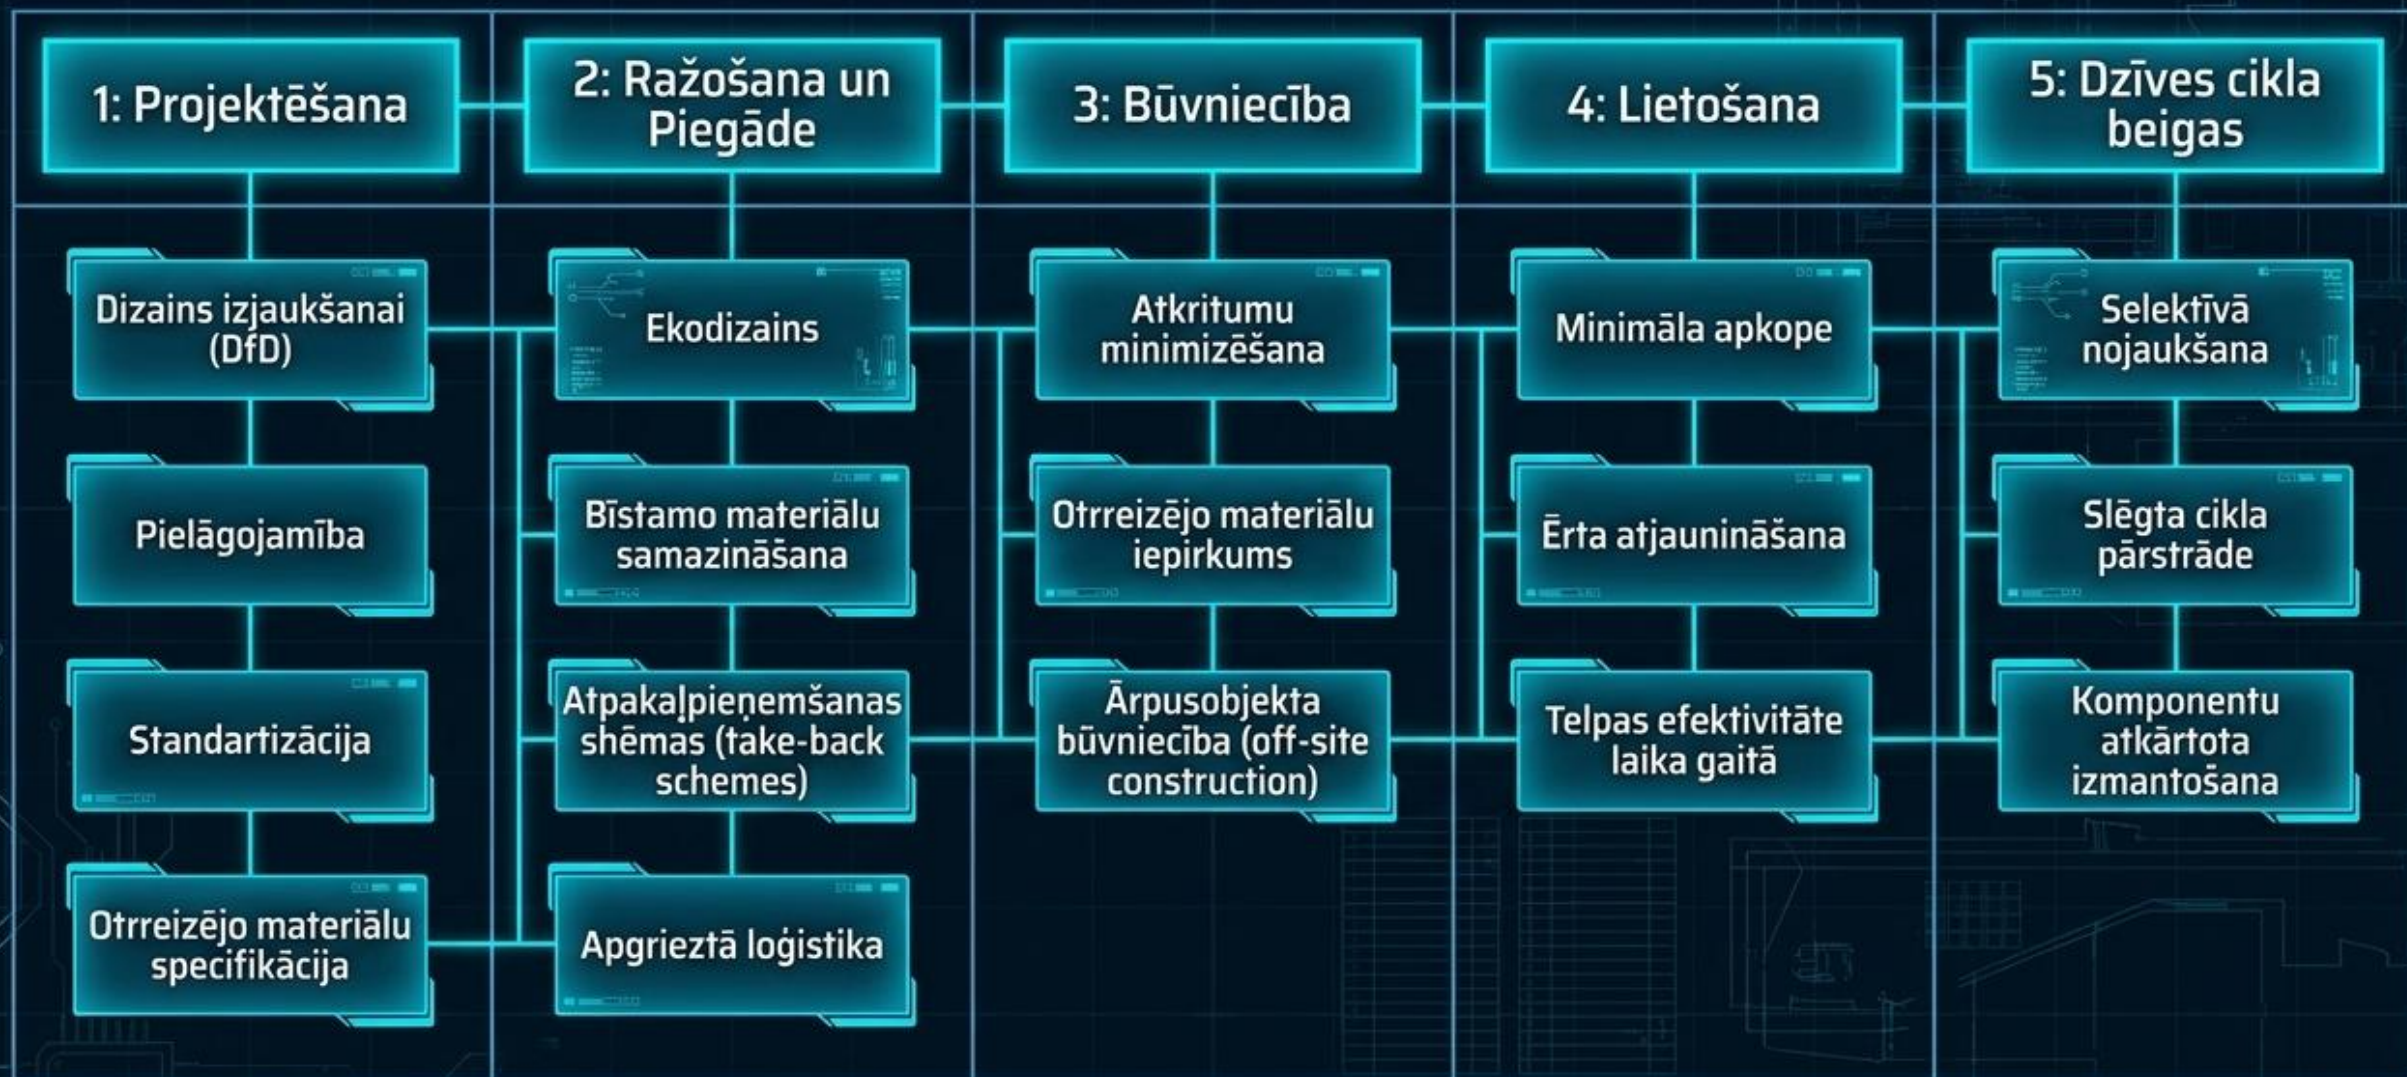 1: Projektēšana
2: Ražošana un
Piegāde
3: Būvniecība
4: Lietošana
5: Dzīves cikla
beigas
Dizains izjaukšanai
(DfD)
Pielāgojamība
Standartizācija
Otrreizējo materiālu
specifikācija
Ekodizains
Bīstamo materiālu
samazināšana
Atpakaļpieņemšanas
shēmas (take-back
schemes)
Apgrieztā loģistika
Atkritumu
minimizēšana
Otrreizējo materiālu
iepirkums
Ārpusobjekta
būvniecība (off-site
construction)
Minimāla apkope
Ērta atjaunināšana
Telpas efektivitāte
laika gaitā
Selektīvā
nojaukšana
Slēgta cikla
pārstrāde
Komponentu
atkārtota
izmantošana